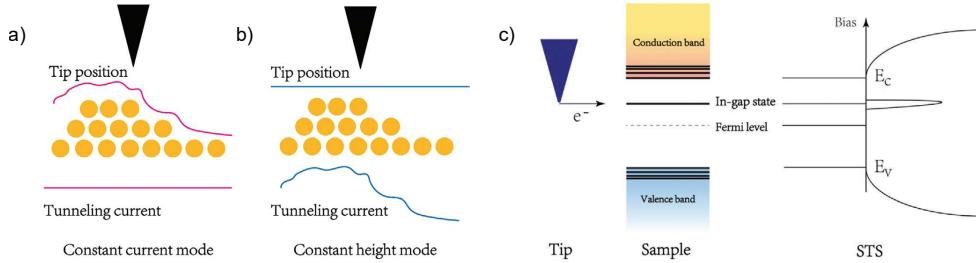 a)
Tip position
Tunneling current
Constant current mode
b)
Tip position
Tunneling current
Constant height mode
c)
e⁻
Tip
Conduction band
In-gap state
Fermi level
Valence band
Sample
Bias
E_C
E_V
STS